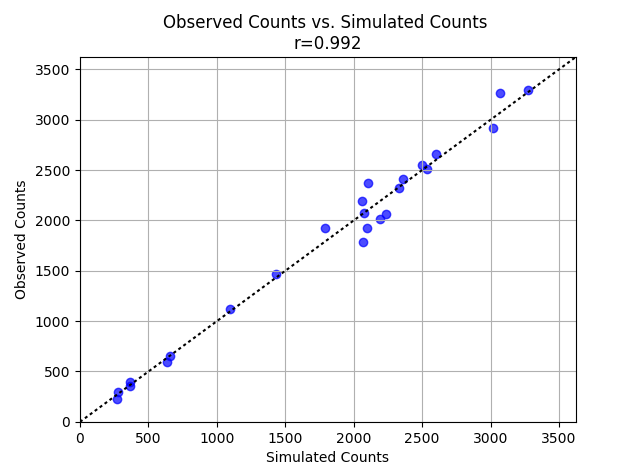 Observed Counts vs. Simulated Counts
r=0.992
3500
3000
2500
2000
1500
1000
500
0
Observed Counts
0 500 1000 1500 2000 2500 3000 3500
Simulated Counts